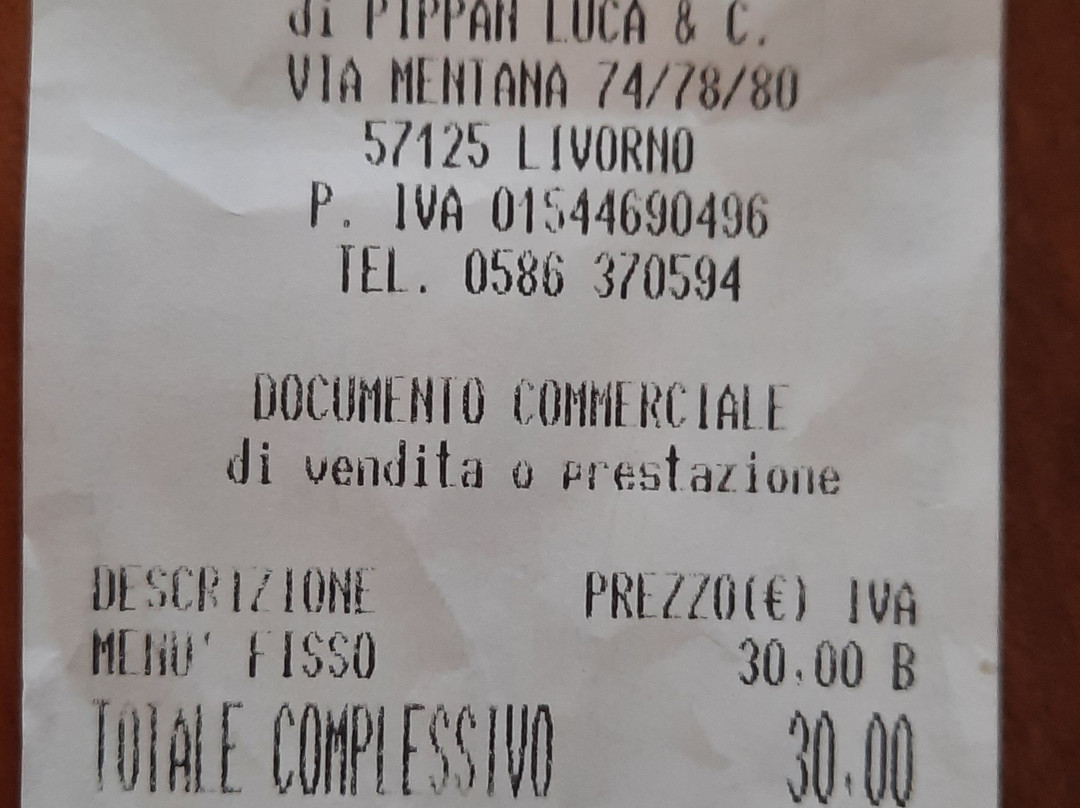 di PIPPAN LUCA & C.
VIA MENTANA 74/78/80
57125 LIVORNO
P. IVA 01544690496
TEL. 0586 370594
DOCUMENTO COMMERCIALE
di vendita o prestazione
DESCRIZIONE PREZZO(€) IVA
MENU' FISSO 30.00 B
TOTALE COMPLESSIVO 30.00